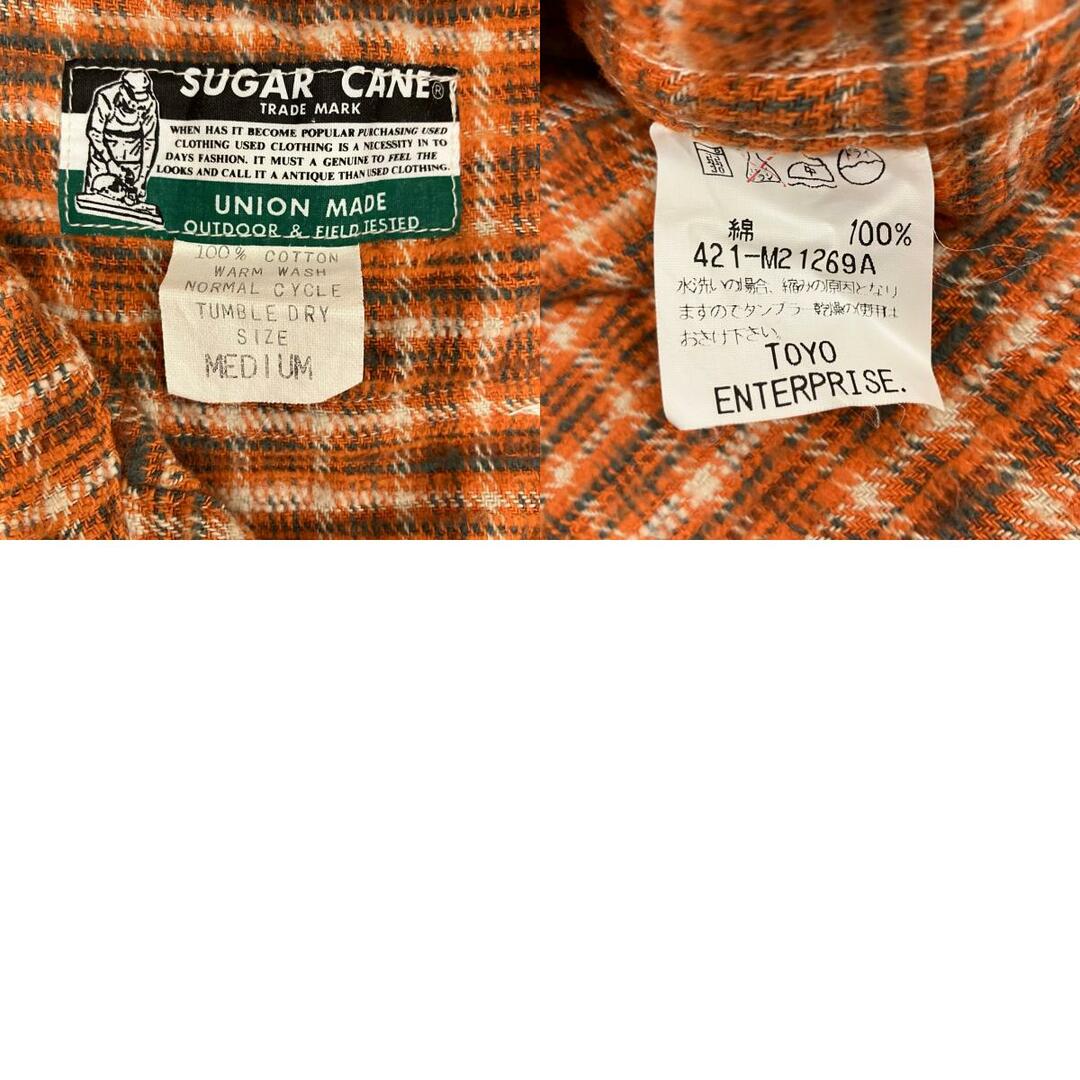 SUGAR CANE®
TRADE MARK
WHEN HAS IT BECOME POPULAR PURCHASING USED
CLOTHING USED CLOTHING IS A NECESSITY IN TO
DAYS FASHION. IT MUST A GENUINE TO FEEL THE
LOOKS AND CALL IT A ANTIQUE THAN USED CLOTHING.
UNION MADE
OUTDOOR & FIELD TESTED
100% COTTON
WARM WASH
NORMAL CYCLE
TUMBLE DRY
SIZE
MEDIUM
中 ドライ
綿 100%
421-M21269A
水洗いの場合、縮みの原因となり
ますのでタンブラー乾燥の使用は
おさけ下さい。
TOYO
ENTERPRISE.